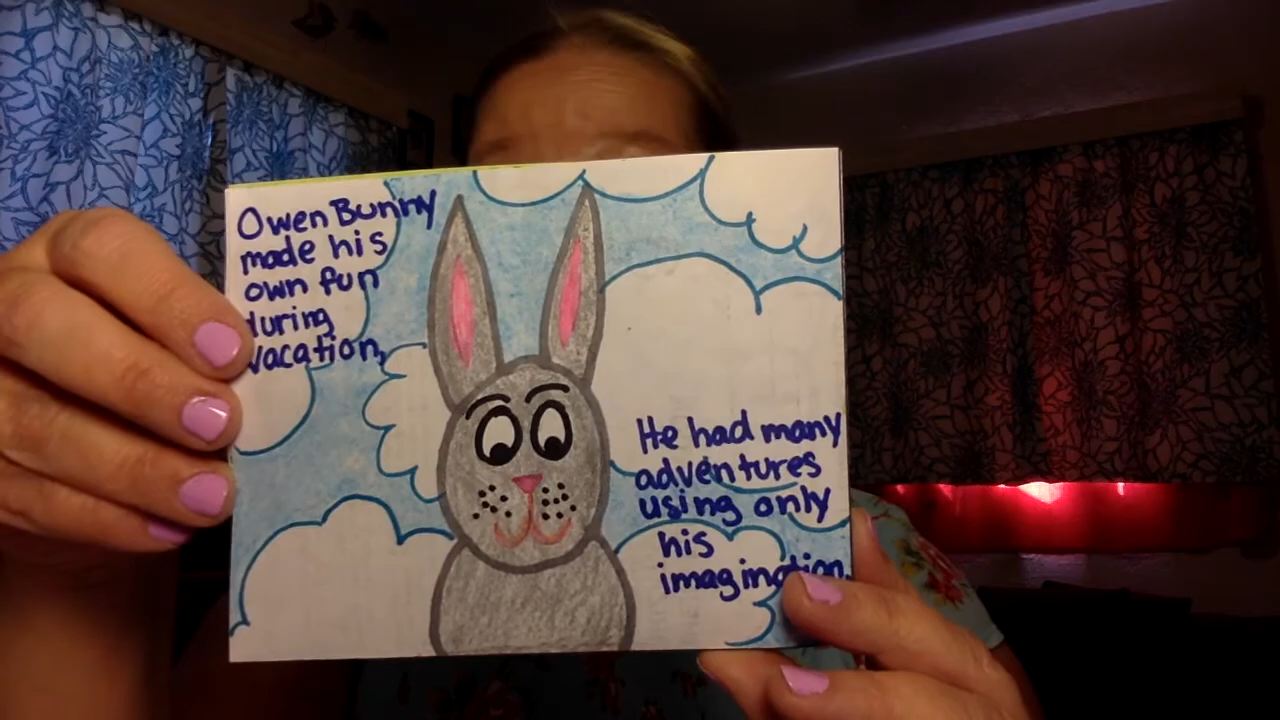 Owen Bunny
made his
own fun
during
vacation,
He had many
adventures
using only
his
imagination.